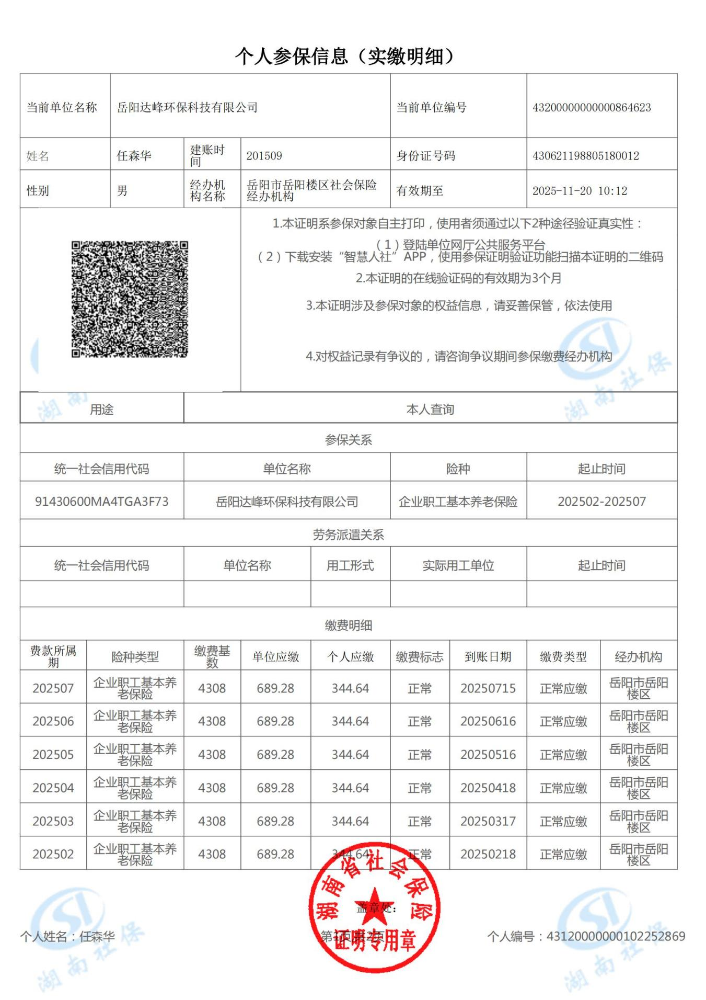 个人参保信息（实缴明细）
当前单位名称 岳阳达峰环保科技有限公司 当前单位编号 43200000000000864623
姓名 任森华 建账时间 201509 身份证号码 430621198805180012
性别 男 经办机构名称 岳阳市岳阳楼区社会保险经办机构 有效期至 2025-11-20 10:12
1.本证明系参保对象自主打印，使用者须通过以下2种途径验证真实性：
（1）登陆单位网厅公共服务平台
（2）下载安装“智慧人社”APP，使用参保证明验证功能扫描本证明的二维码
2.本证明的在线验证码的有效期为3个月
3.本证明涉及参保对象的权益信息，请妥善保管，依法使用
4.对权益记录有争议的，请咨询争议期间参保缴费经办机构
湖南社保
湖南社保
用途 本人查询
参保关系
统一社会信用代码 单位名称 险种 起止时间
91430600MA4TGA3F73 岳阳达峰环保科技有限公司 企业职工基本养老保险 202502-202507
劳务派遣关系
统一社会信用代码 单位名称 用工形式 实际用工单位 起止时间
缴费明细
费款所属期 险种类型 缴费基数 单位应缴 个人应缴 缴费标志 到账日期 缴费类型 经办机构
202507 企业职工基本养老保险 4308 689.28 344.64 正常 20250715 正常应缴 岳阳市岳阳楼区
202506 企业职工基本养老保险 4308 689.28 344.64 正常 20250616 正常应缴 岳阳市岳阳楼区
202505 企业职工基本养老保险 4308 689.28 344.64 正常 20250516 正常应缴 岳阳市岳阳楼区
202504 企业职工基本养老保险 4308 689.28 344.64 正常 20250418 正常应缴 岳阳市岳阳楼区
202503 企业职工基本养老保险 4308 689.28 344.64 正常 20250317 正常应缴 岳阳市岳阳楼区
202502 企业职工基本养老保险 4308 689.28 344.64 正常 20250218 正常应缴 岳阳市岳阳楼区
湖南省社会保险
盖章处：
证明专用章
个人姓名：任森华 第1页,共2页 个人编号：43120000000102252869
湖南社保
湖南社保